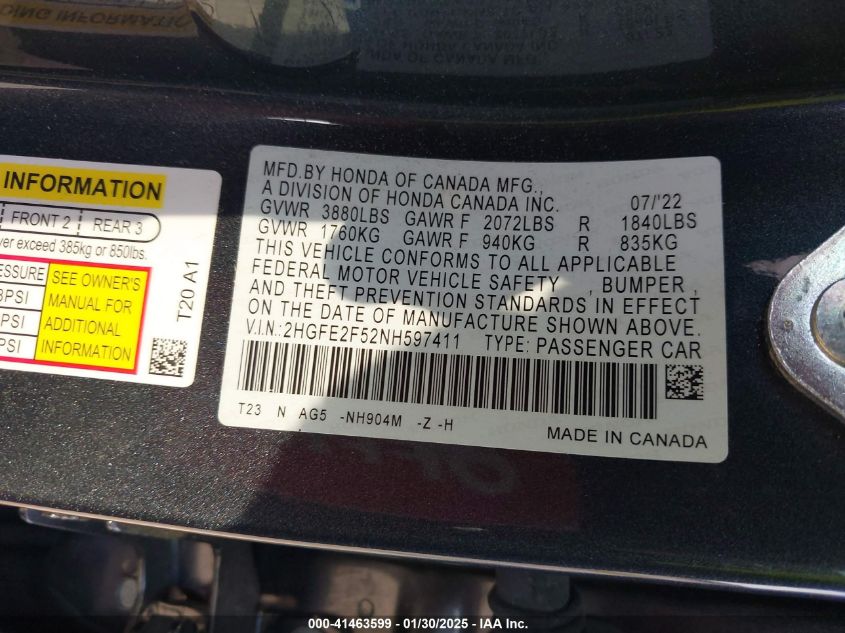 MFD.BY HONDA OF CANADA MFG.,
A DIVISION OF HONDA CANADA INC. 07/'22
GVWR 3880LBS GAWR F 2072LBS R 1840LBS
GVWR 1760KG GAWR F 940KG R 835KG
THIS VEHICLE CONFORMS TO ALL APPLICABLE
FEDERAL MOTOR VEHICLE SAFETY , BUMPER ,
AND THEFT PREVENTION STANDARDS IN EFFECT
ON THE DATE OF MANUFACTURE SHOWN ABOVE.
V.I.N.:2HGFE2F52NH597411 TYPE: PASSENGER CAR
T23 N AG5 -NH904M -Z -H
MADE IN CANADA
INFORMATION
FRONT 2 REAR 3
er exceed 385kg or 850lbs.
SEE OWNER'S
MANUAL FOR
ADDITIONAL
INFORMATION
PSI
PSI
PSI
T20 A1
000-41463599 — 01/30/2025 — IAA Inc.